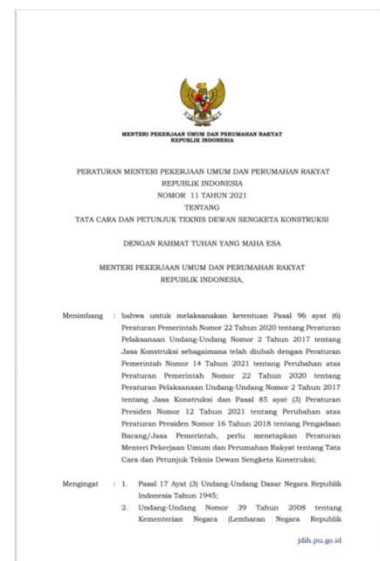 MENTERI PEKERJAAN UMUM DAN PERUMAHAN RAKYAT
REPUBLIK INDONESIA
PERATURAN MENTERI PEKERJAAN UMUM DAN PERUMAHAN RAKYAT
REPUBLIK INDONESIA
NOMOR 11 TAHUN 2021
TENTANG
TATA CARA DAN PETUNJUK TEKNIS DEWAN SENGKETA KONSTRUKSI
DENGAN RAHMAT TUHAN YANG MAHA ESA
MENTERI PEKERJAAN UMUM DAN PERUMAHAN RAKYAT
REPUBLIK INDONESIA,
Menimbang : bahwa untuk melaksanakan ketentuan Pasal 96 ayat (6)
Peraturan Pemerintah Nomor 22 Tahun 2020 tentang Peraturan
Pelaksanaan Undang-Undang Nomor 2 Tahun 2017 tentang
Jasa Konstruksi sebagaimana telah diubah dengan Peraturan
Pemerintah Nomor 14 Tahun 2021 tentang Perubahan atas
Peraturan Pemerintah Nomor 22 Tahun 2020 tentang
Peraturan Pelaksanaan Undang-Undang Nomor 2 Tahun 2017
tentang Jasa Konstruksi dan Pasal 85 ayat (3) Peraturan
Presiden Nomor 12 Tahun 2021 tentang Perubahan atas
Peraturan Presiden Nomor 16 Tahun 2018 tentang Pengadaan
Barang/Jasa Pemerintah, perlu menetapkan Peraturan
Menteri Pekerjaan Umum dan Perumahan Rakyat tentang Tata
Cara dan Petunjuk Teknis Dewan Sengketa Konstruksi;
Mengingat : 1. Pasal 17 Ayat (3) Undang-Undang Dasar Negara Republik
Indonesia Tahun 1945;
2. Undang-Undang Nomor 39 Tahun 2008 tentang
Kementerian Negara (Lembaran Negara Republik
jdih.pu.go.id